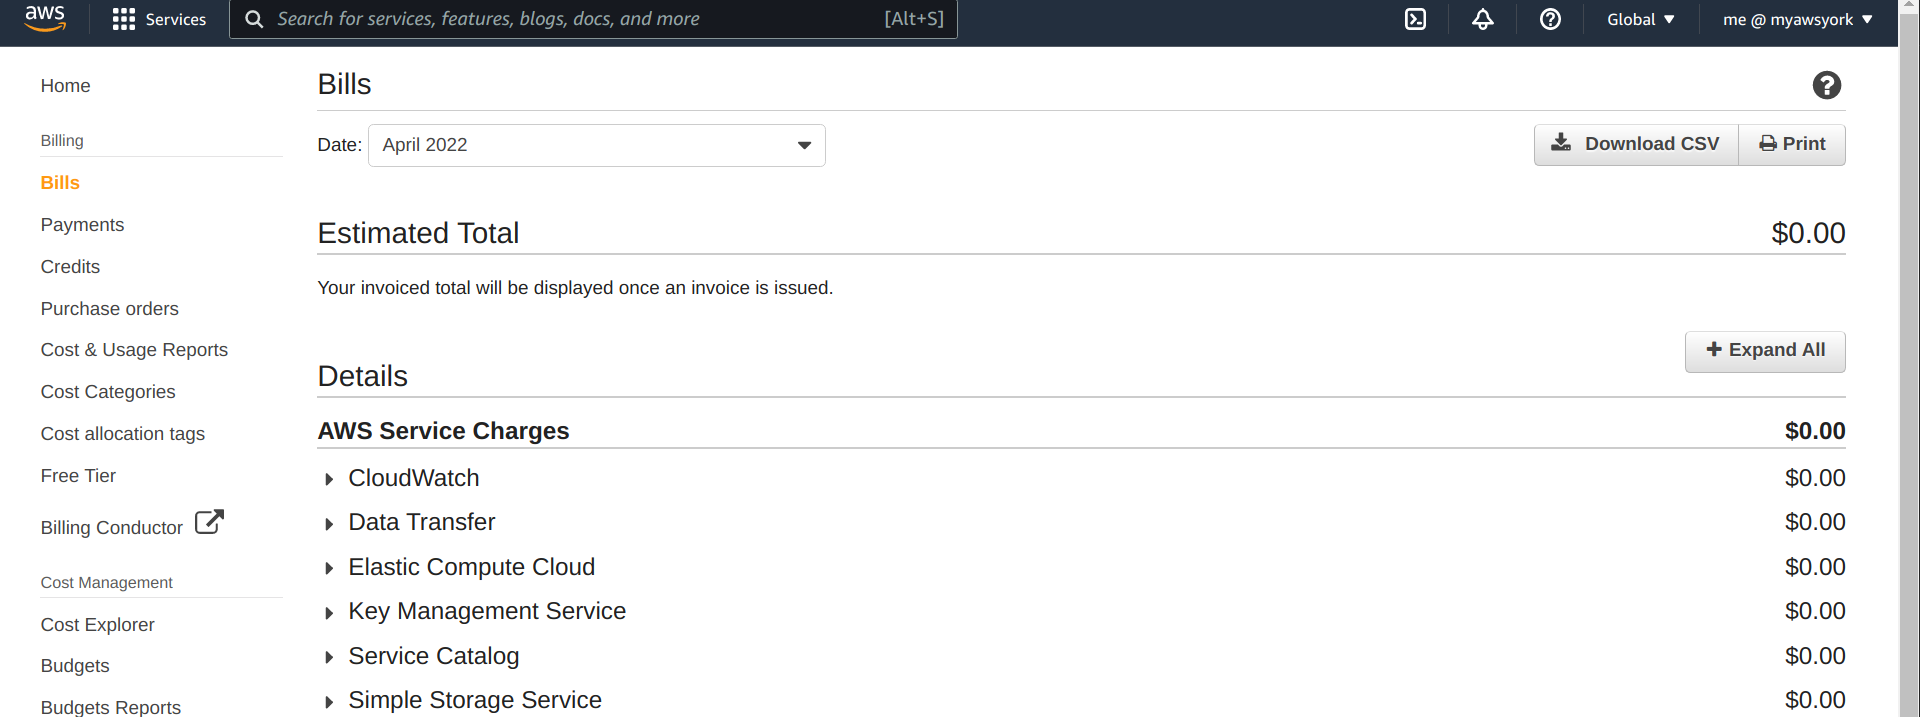 aws
Services
Search for services, features, blogs, docs, and more
[Alt+S]
Global
me @ myawsyork
Home
Billing
Bills
Payments
Credits
Purchase orders
Cost & Usage Reports
Cost Categories
Cost allocation tags
Free Tier
Billing Conductor
Cost Management
Cost Explorer
Budgets
Budgets Reports
Bills
Date: April 2022
Download CSV
Print
Estimated Total $0.00
Your invoiced total will be displayed once an invoice is issued.
Expand All
Details
AWS Service Charges $0.00
CloudWatch $0.00
Data Transfer $0.00
Elastic Compute Cloud $0.00
Key Management Service $0.00
Service Catalog $0.00
Simple Storage Service $0.00